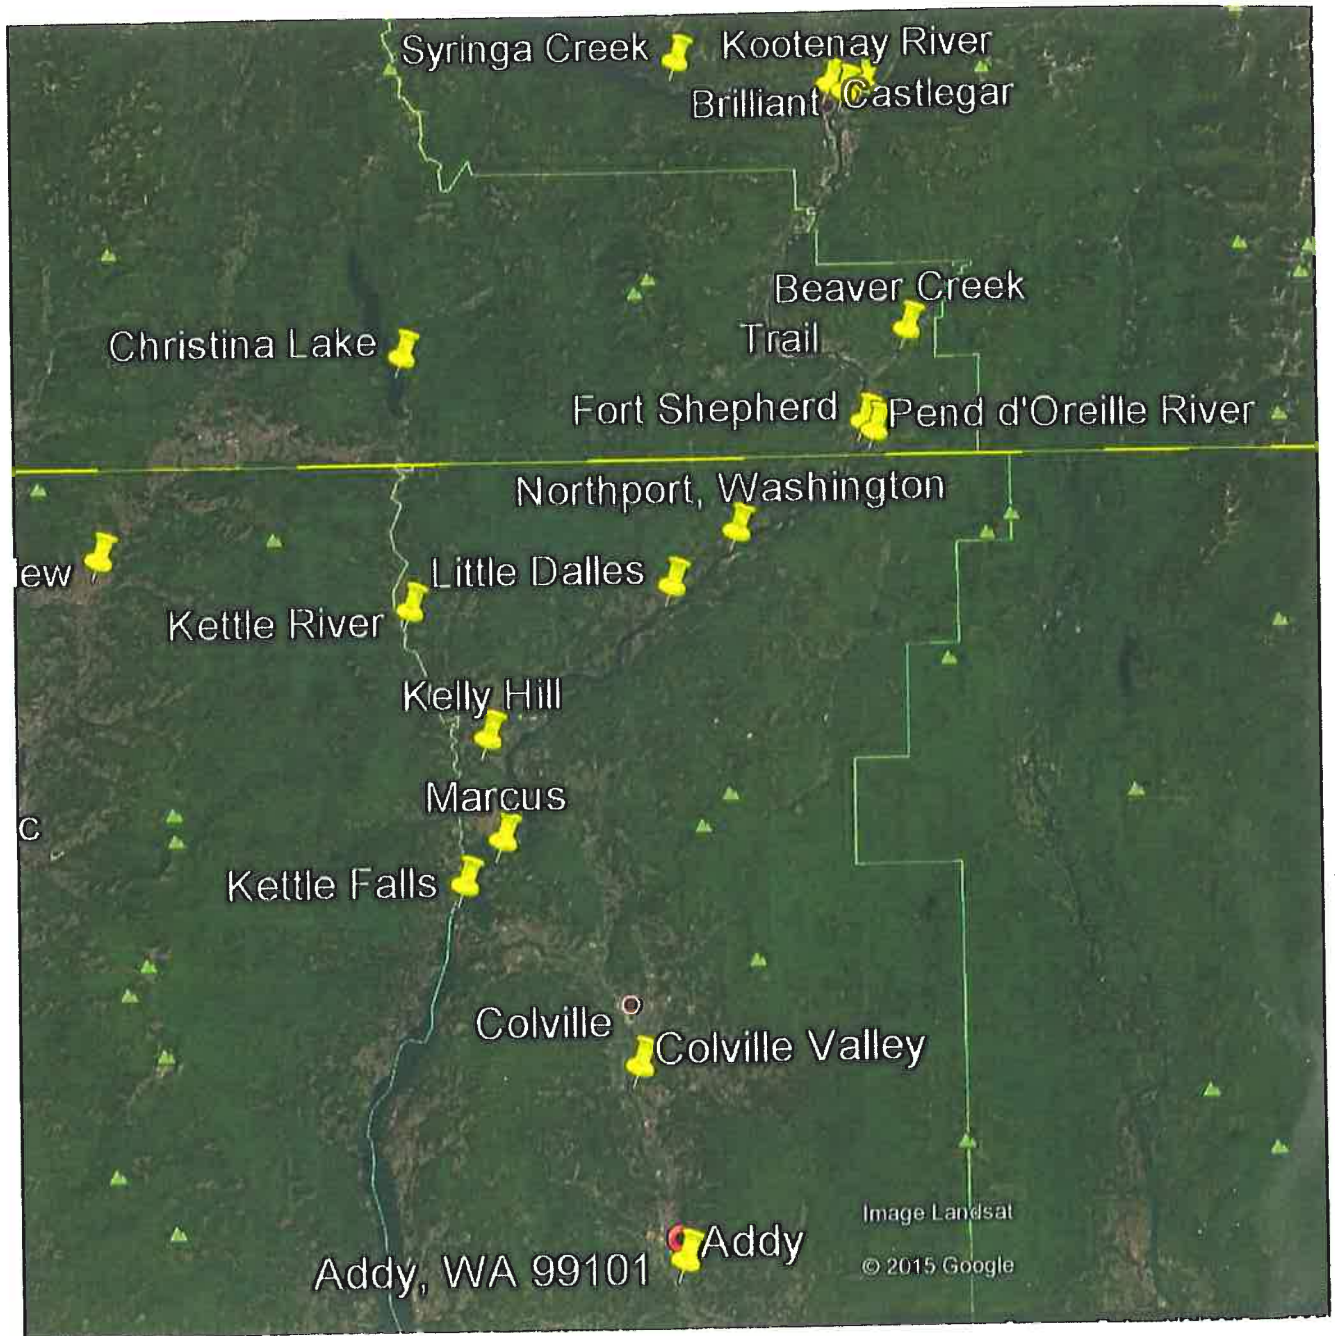 Syringa Creek
Kootenay River
Brilliant
Castlegar
Beaver Creek
Trail
Christina Lake
Fort Shepherd
Pend d'Oreille River
Northport, Washington
iew
Little Dalles
Kettle River
Kelly Hill
Marcus
c
Kettle Falls
Colville
Colville Valley
Image Landsat
Addy
Addy, WA 99101
© 2015 Google